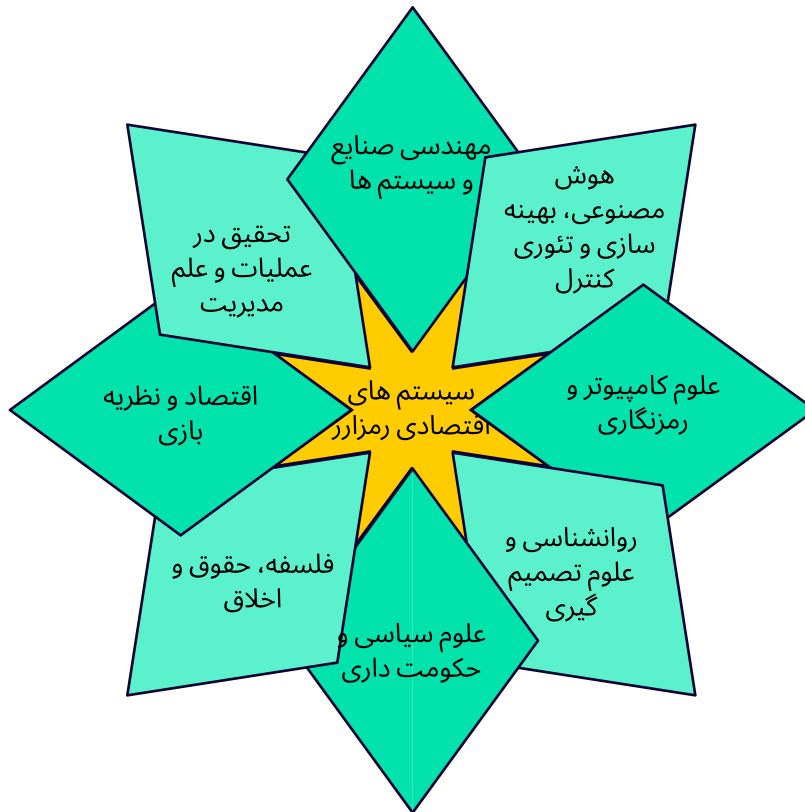 مهندسی صنایع
و سیستم ها
هوش
مصنوعی، بهینه
سازی و تئوری
کنترل
تحقیق در
عملیات و علم
مدیریت
علوم کامپیوتر و
رمزنگاری
سیستم های
اقتصادی رمزارز
اقتصاد و نظریه
بازی
روانشناسی و
علوم تصمیم
گیری
فلسفه، حقوق و
اخلاق
علوم سیاسی و
حکومت داری